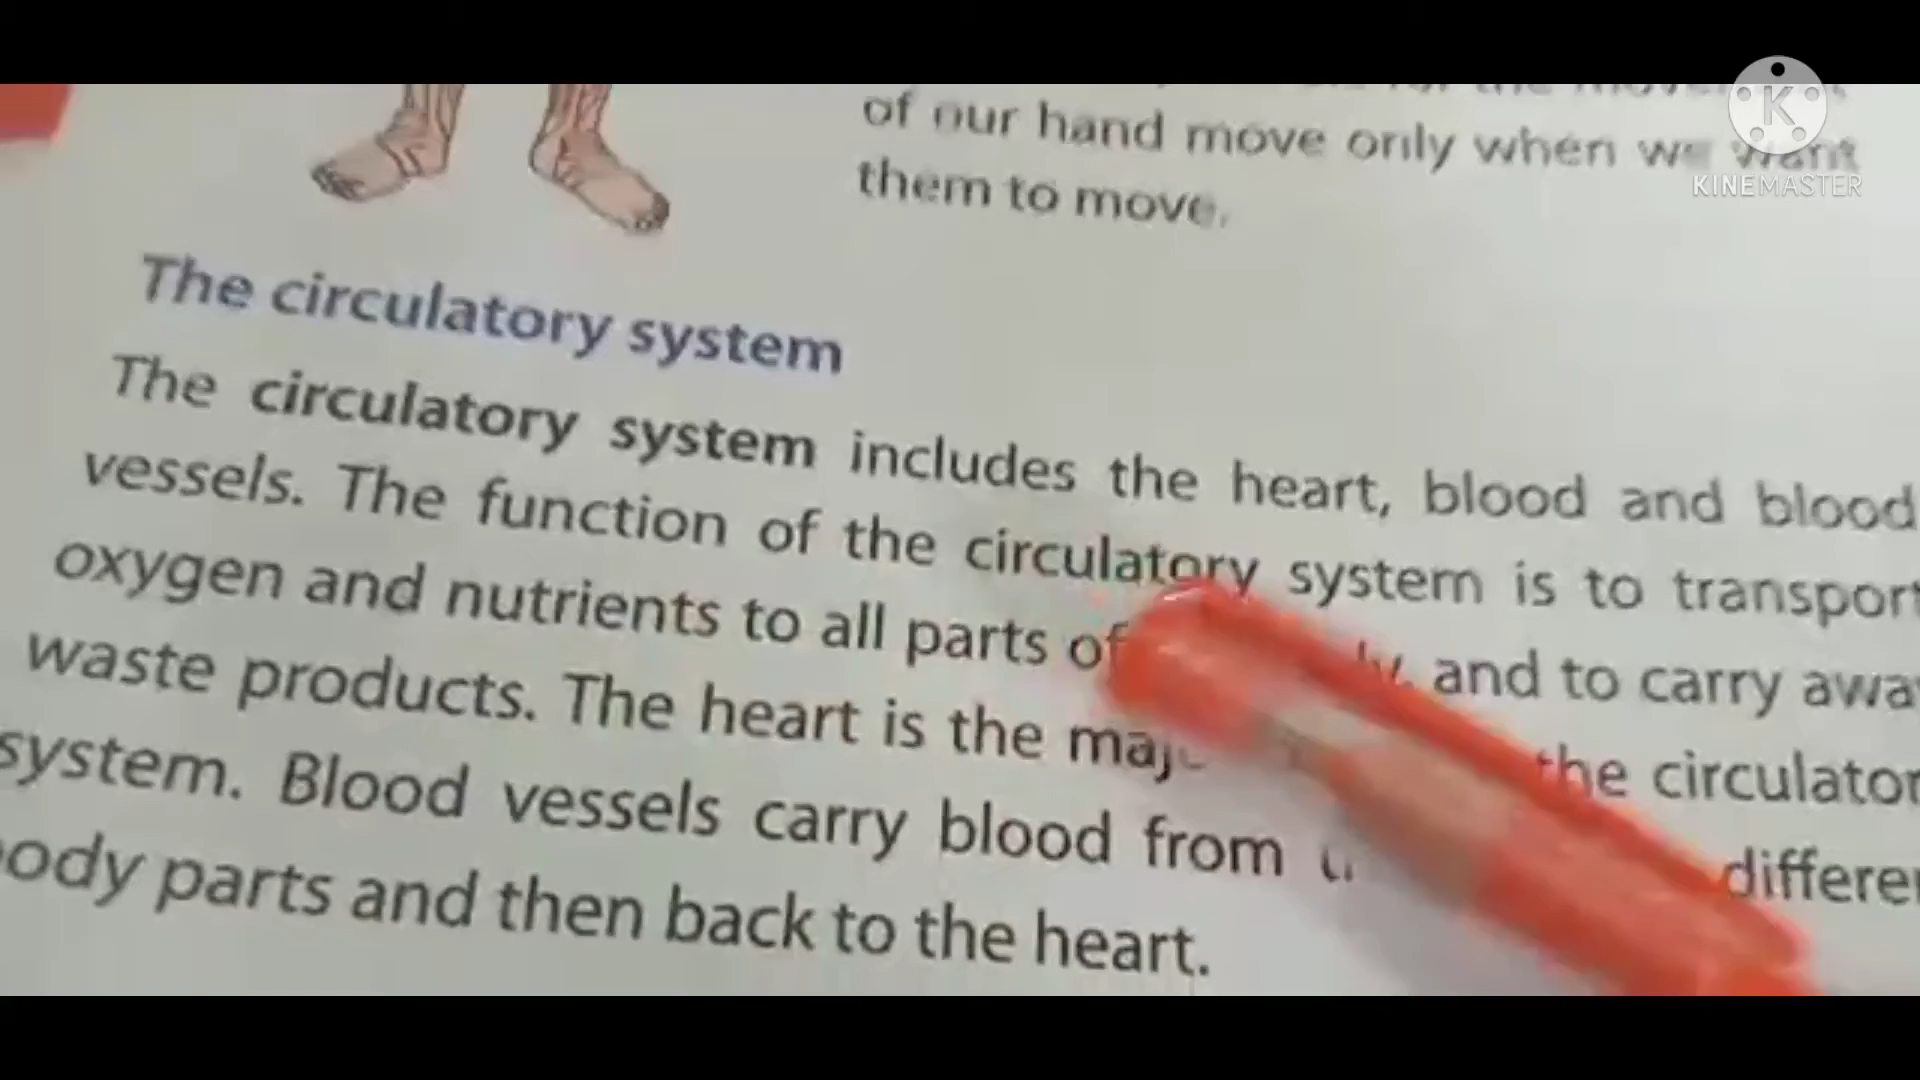 of our hand move only when we want
them to move.
KINEMASTER
The circulatory system
The circulatory system includes the heart, blood and blood
vessels. The function of the circulatory system is to transport
oxygen and nutrients to all parts of and to carry
waste products. The heart is the the
system. Blood vessels carry blood from
parts and then back to the heart.